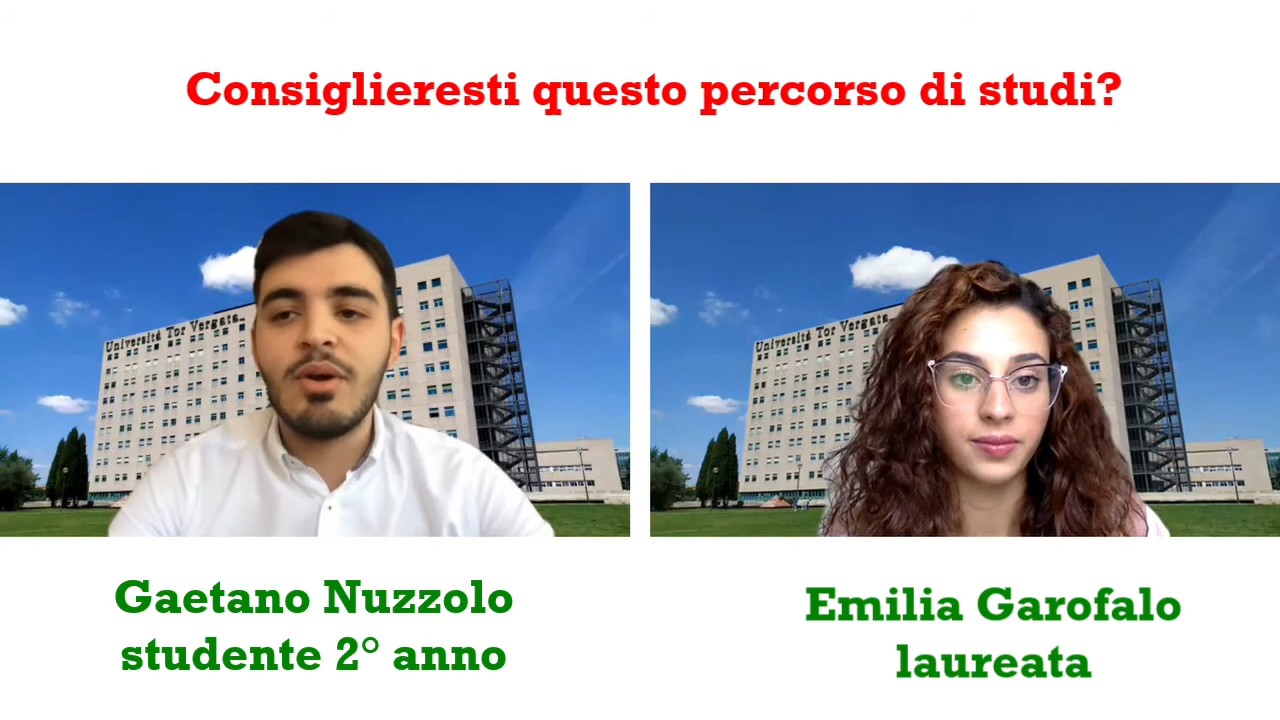 Consiglieresti questo percorso di studi?
Università Tor Vergata
Università Tor Vergata
Gaetano Nuzzolo
studente 2° anno
Emilia Garofalo
laureata